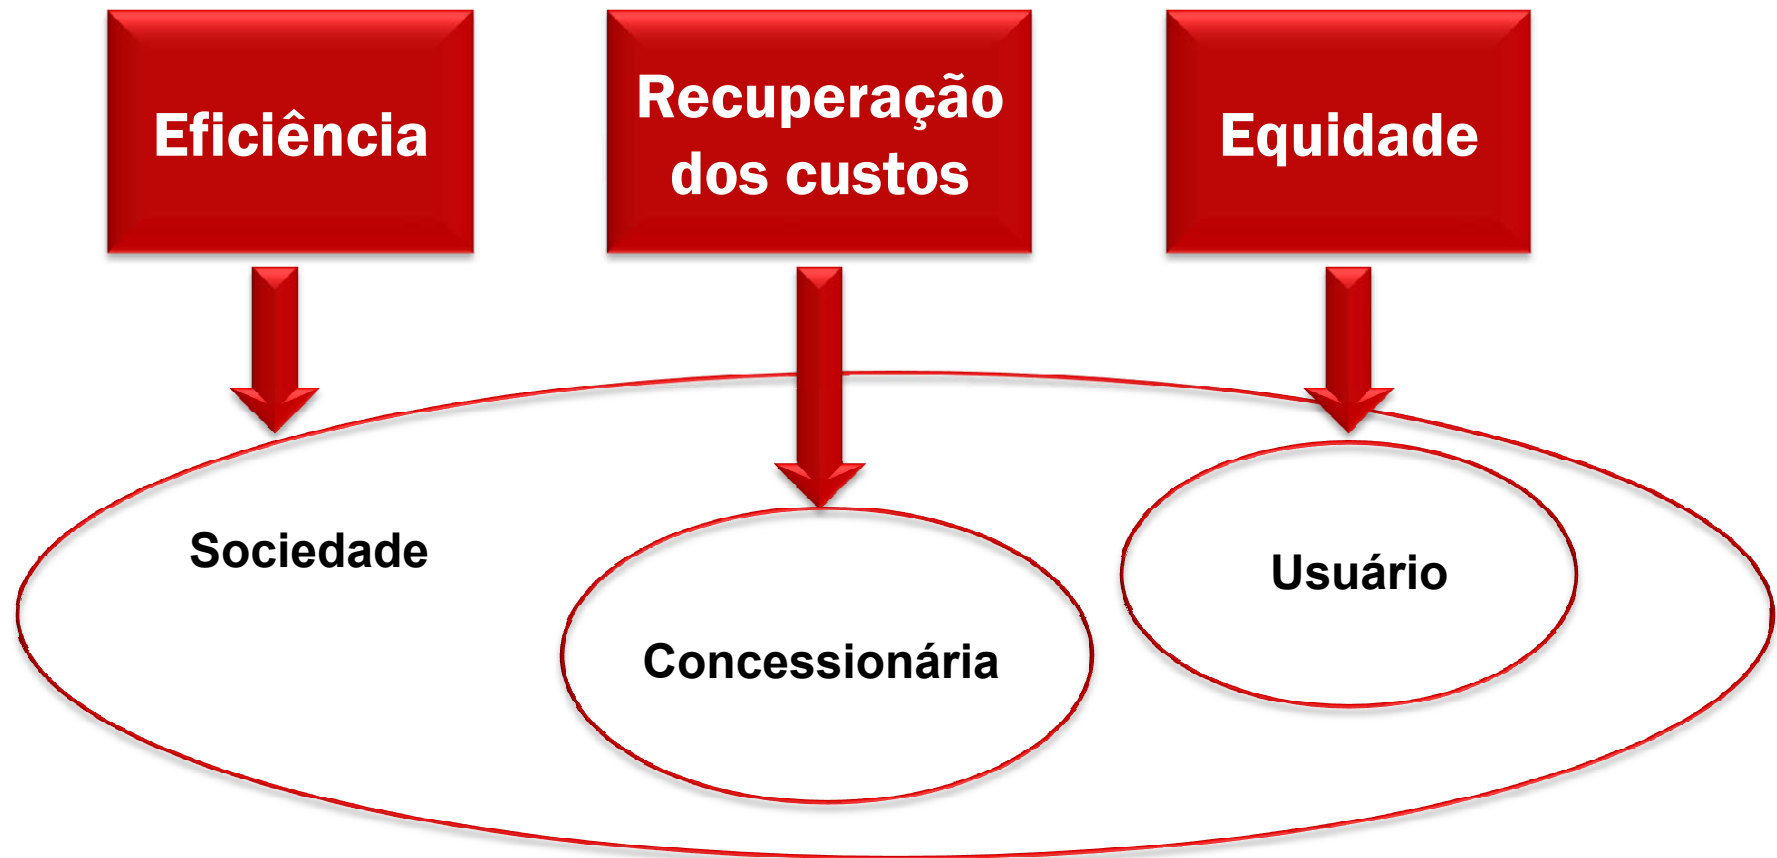 Eficiência
Recuperação
dos custos
Equidade
Sociedade
Usuário
Concessionária